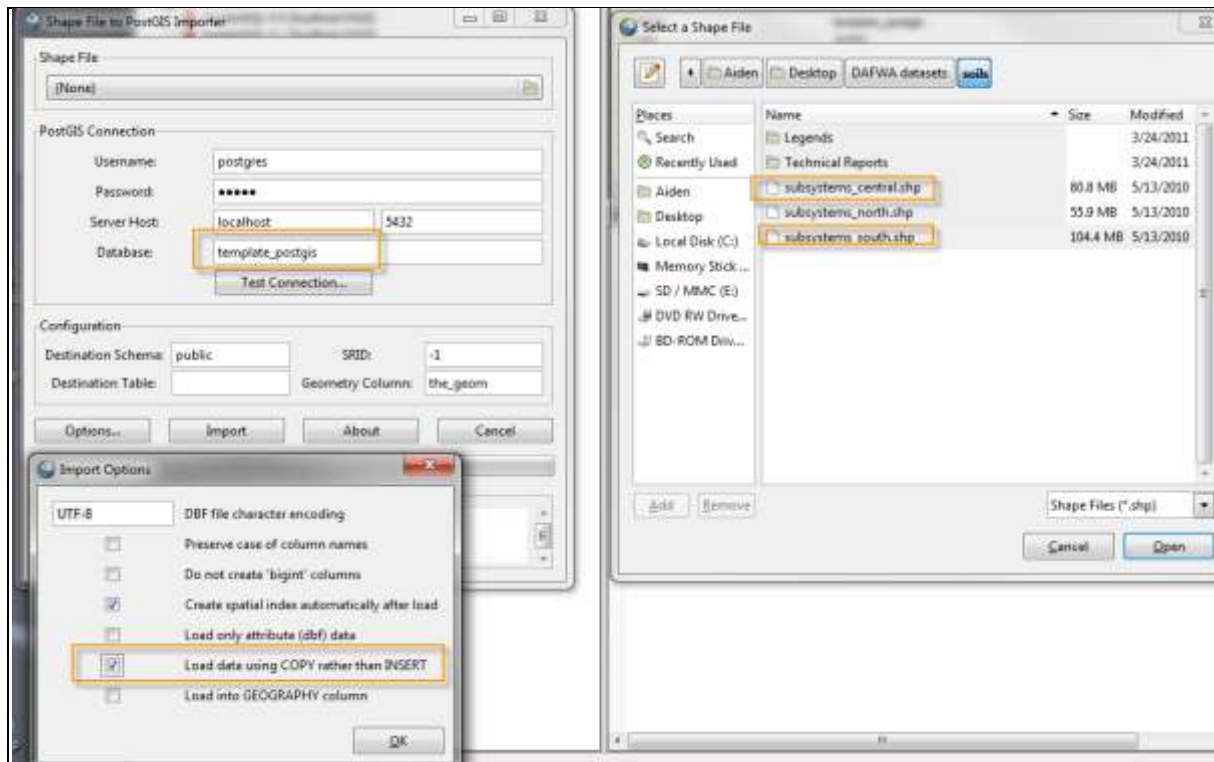 Shape File to PostGIS Importer
Shape File
(None)
PostGIS Connection
Username: postgres
Password: •••••
Server Host: localhost 5432
Database: template_postgis
Test Connection...
Configuration
Destination Schema: public SRID: -1
Destination Table: Geometry Column: the_geom
Options... Import About Cancel
Import Options
UTF-8 DBF file character encoding
Preserve case of column names
Do not create 'bigint' columns
Create spatial index automatically after load
Load only attribute (dbf) data
Load data using COPY rather than INSERT
Load into GEOGRAPHY column
OK
Select a Shape File
Aiden Desktop DAFWA datasets soils
Places
Search
Recently Used
Aiden
Desktop
Local Disk (C:)
Memory Stick ...
SD / MMC (E:)
DVD RW Drive...
BD-ROM Driv...
Name Size Modified
Legends 3/24/2011
Technical Reports 3/24/2011
subsystems_central.shp 80.8 MB 5/13/2010
subsystems_north.shp 55.9 MB 5/13/2010
subsystems_south.shp 104.4 MB 5/13/2010
Add Remove
Shape Files (*.shp)
Cancel Open